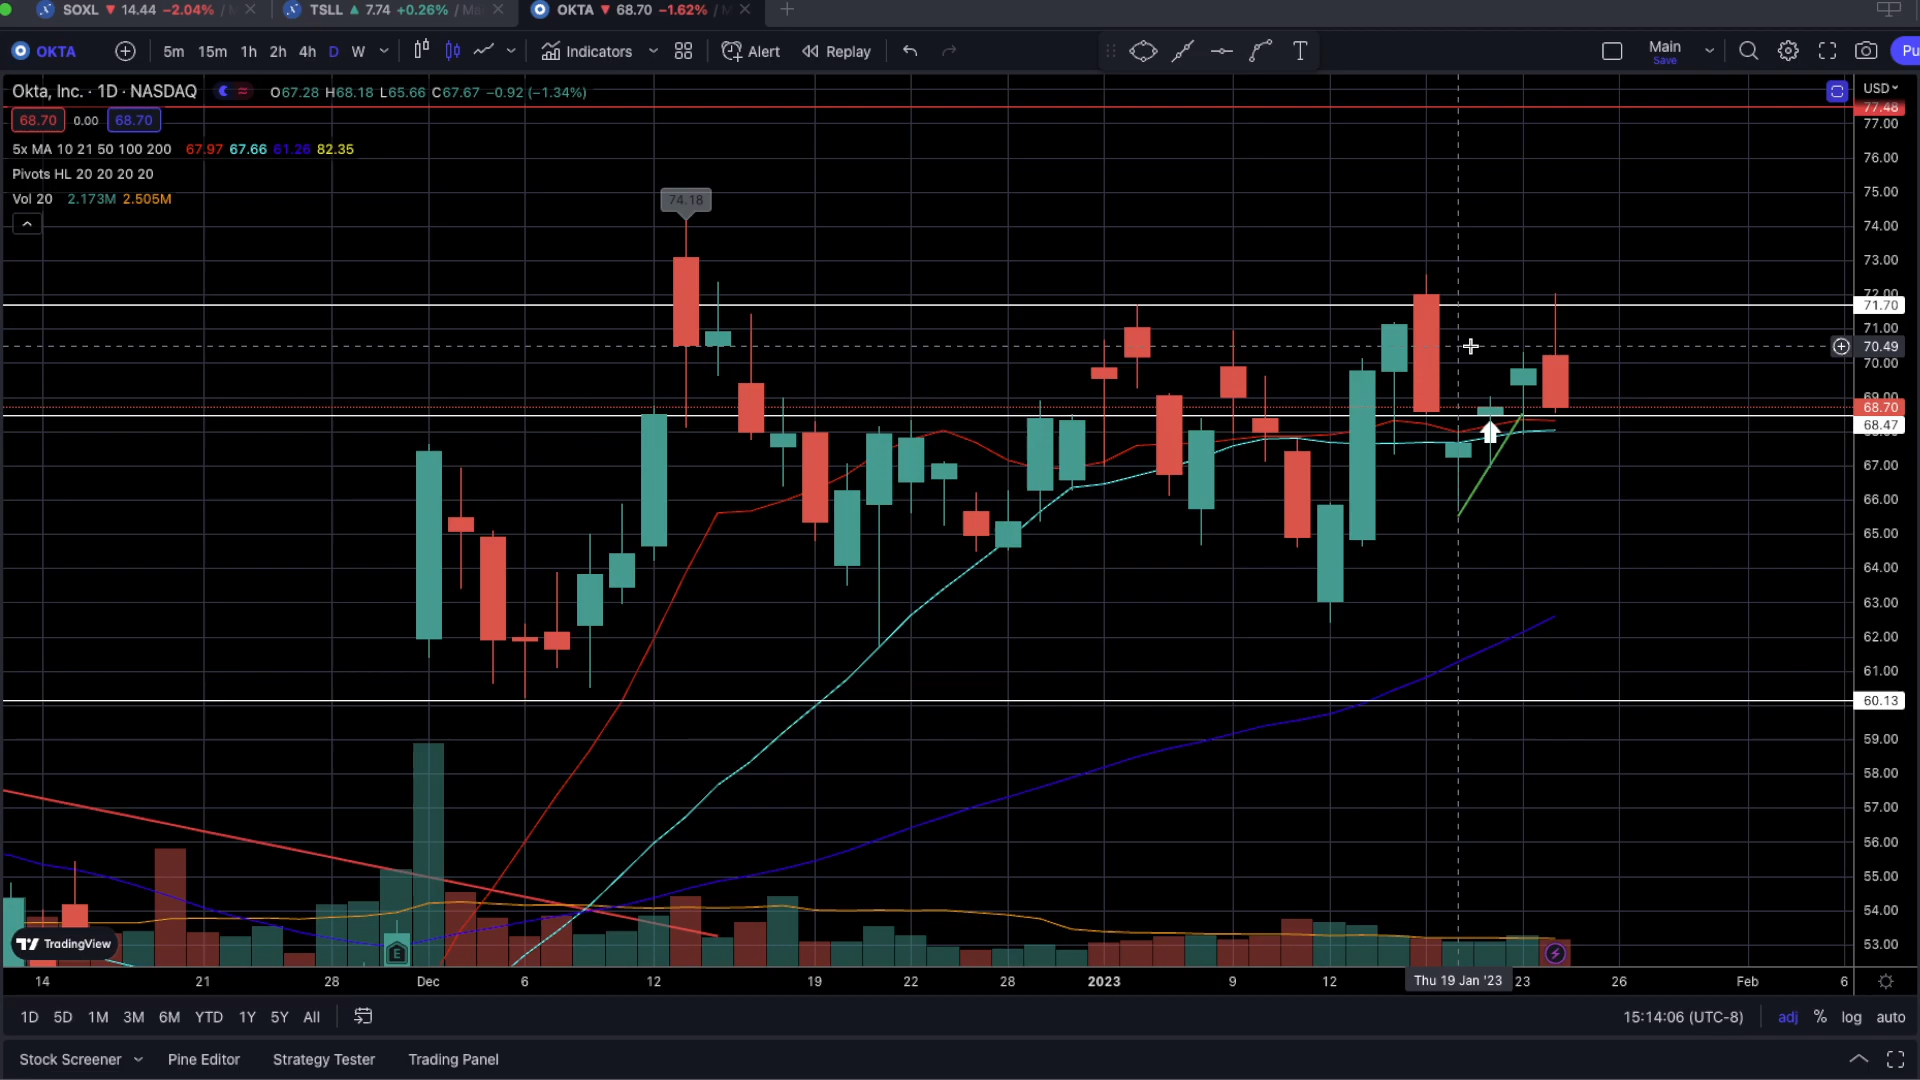 SOXL ▼ 14.44 −2.04% / M TSLL ▲ 7.74 +0.26% / Ma OKTA ▼ 68.70 −1.62% / M
OKTA 5m 15m 1h 2h 4h D W Indicators Alert Replay T Main Save Pu
Okta, Inc. · 1D · NASDAQ O67.28 H68.18 L65.66 C67.67 −0.92 (−1.34%)
68.70 0.00 68.70
5x MA 10 21 50 100 200 67.97 67.66 61.26 82.35
Pivots HL 20 20 20 20
Vol 20 2.173M 2.505M
74.18
USD
77.48
77.00
76.00
75.00
74.00
73.00
72.00
71.70
71.00
70.49
70.00
69.00
68.70
68.47
67.00
66.00
65.00
64.00
63.00
62.00
61.00
60.13
59.00
58.00
57.00
56.00
55.00
54.00
53.00
E
TradingView
14 21 28 Dec 6 12 19 22 28 2023 9 12 Thu 19 Jan '23 23 26 Feb 6
1D 5D 1M 3M 6M YTD 1Y 5Y All 15:14:06 (UTC-8) adj % log auto
Stock Screener Pine Editor Strategy Tester Trading Panel